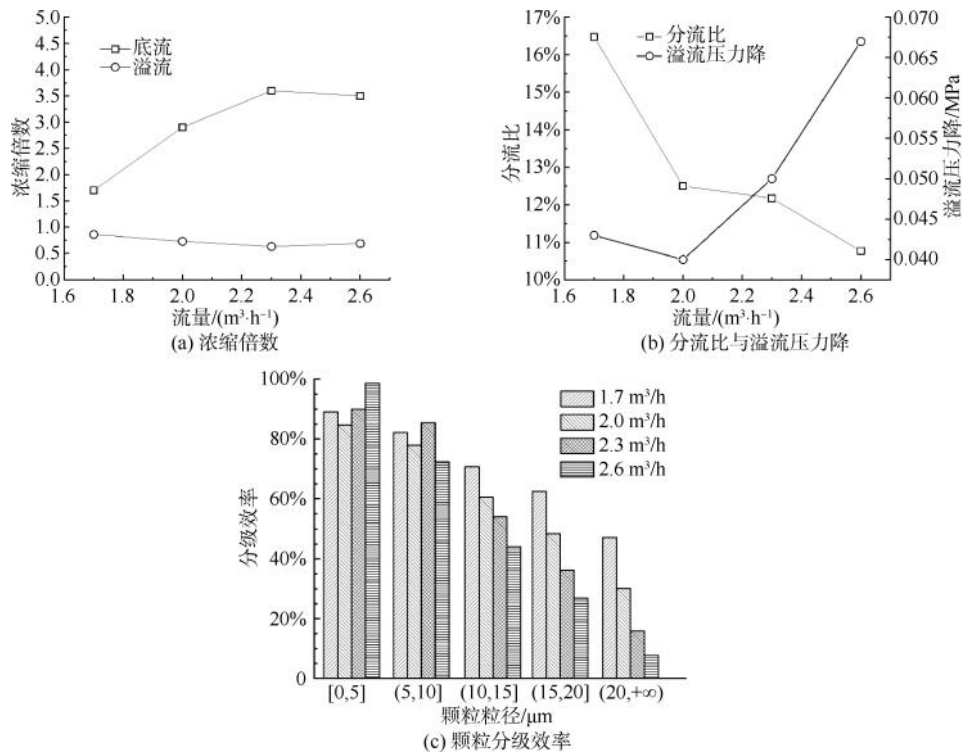 5.0
4.5
4.0
3.5
3.0
2.5
2.0
1.5
1.0
0.5
0.0
浓缩倍数
底流
溢流
1.6 1.8 2.0 2.2 2.4 2.6 2.8
流量/(m³·h⁻¹)
(a) 浓缩倍数
17%
16%
15%
14%
13%
12%
11%
10%
分流比
分流比
溢流压力降
0.070
0.065
0.060
0.055
0.050
0.045
0.040
溢流压力降/MPa
1.6 1.8 2.0 2.2 2.4 2.6 2.8
流量/(m³·h⁻¹)
(b) 分流比与溢流压力降
100%
80%
60%
40%
20%
0
分级效率
1.7 m³/h
2.0 m³/h
2.3 m³/h
2.6 m³/h
[0,5] (5,10] (10,15] (15,20] (20,+∞)
颗粒粒径/μm
(c) 颗粒分级效率